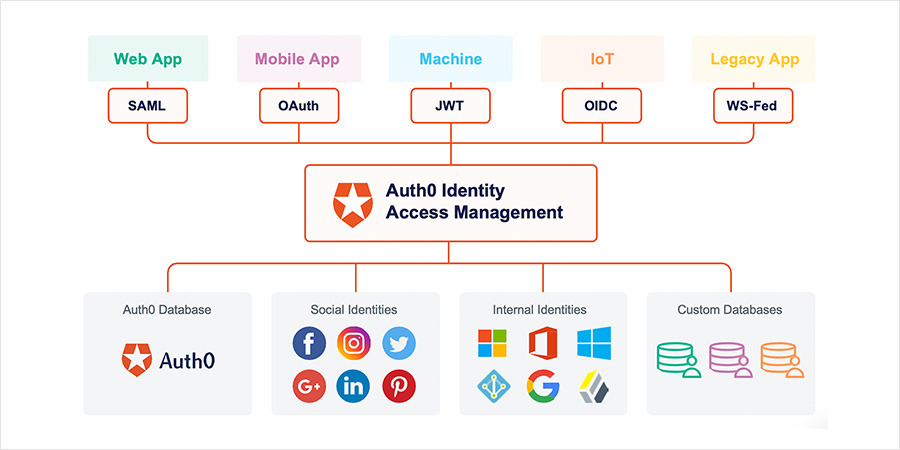 Web App
Mobile App
Machine
IoT
Legacy App
SAML
OAuth
JWT
OIDC
WS-Fed
Auth0 Identity
Access Management
Auth0 Database
Social Identities
Internal Identities
Custom Databases
Auth0
f
G+
in